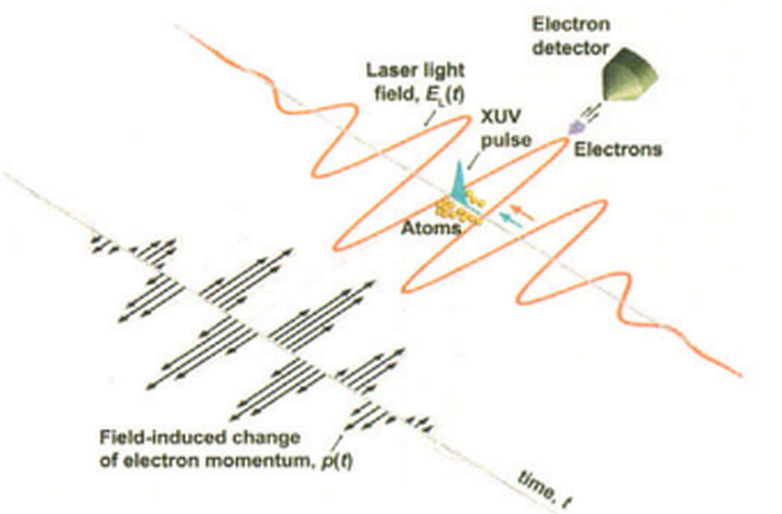 Electron
detector
Laser light
field, E_L(t)
XUV
pulse
Electrons
Atoms
Field-induced change
of electron momentum, p(t)
time, t